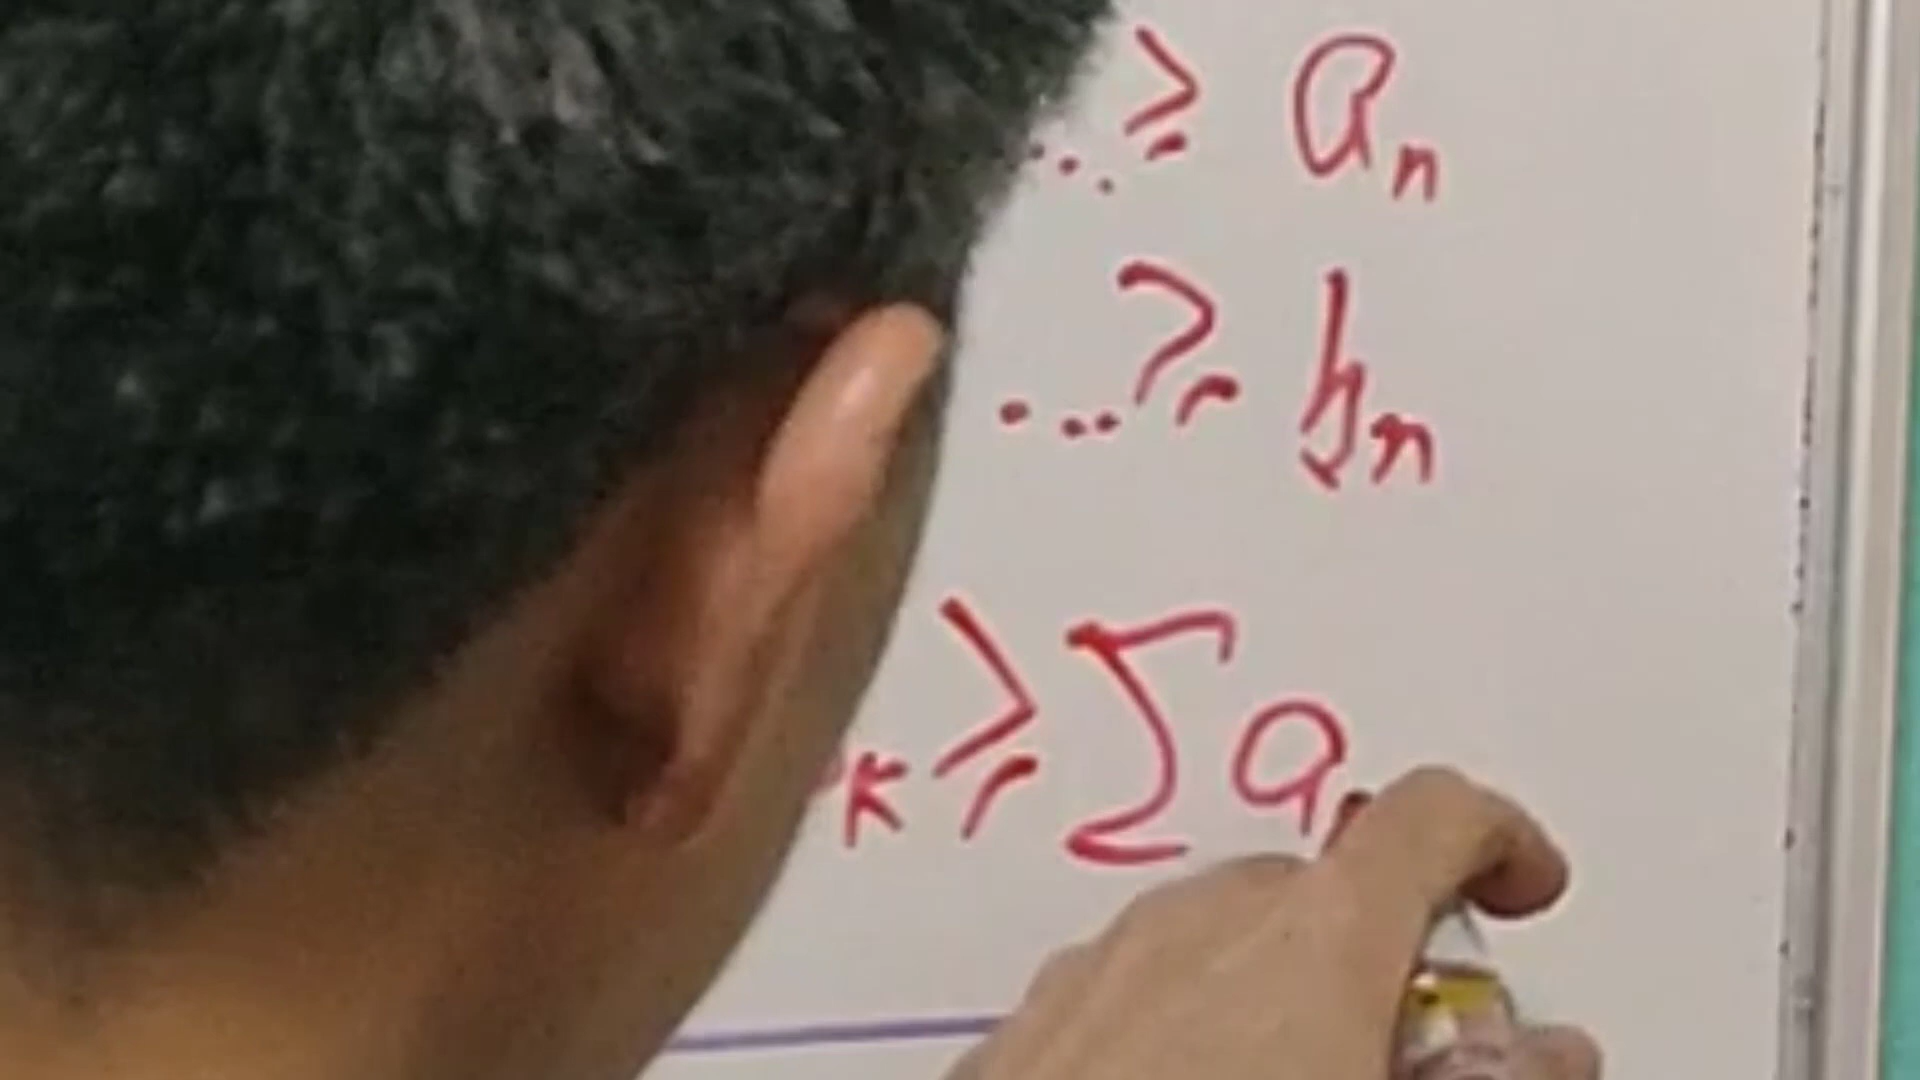 ...≥ aₙ
...≥ bₙ
ₖ ≥ ∑ a